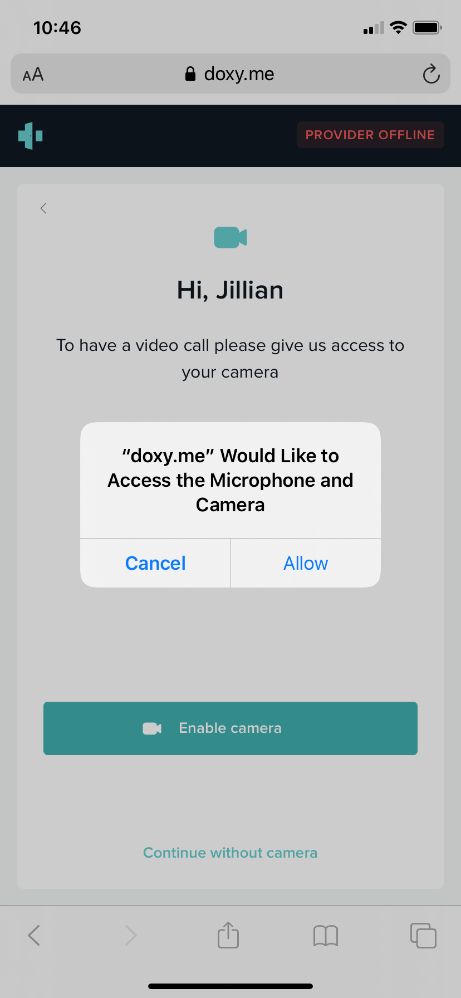 10:46
AA doxy.me
PROVIDER OFFLINE
Hi, Jillian
To have a video call please give us access to
your camera
“doxy.me” Would Like to
Access the Microphone and
Camera
Cancel Allow
Enable camera
Continue without camera